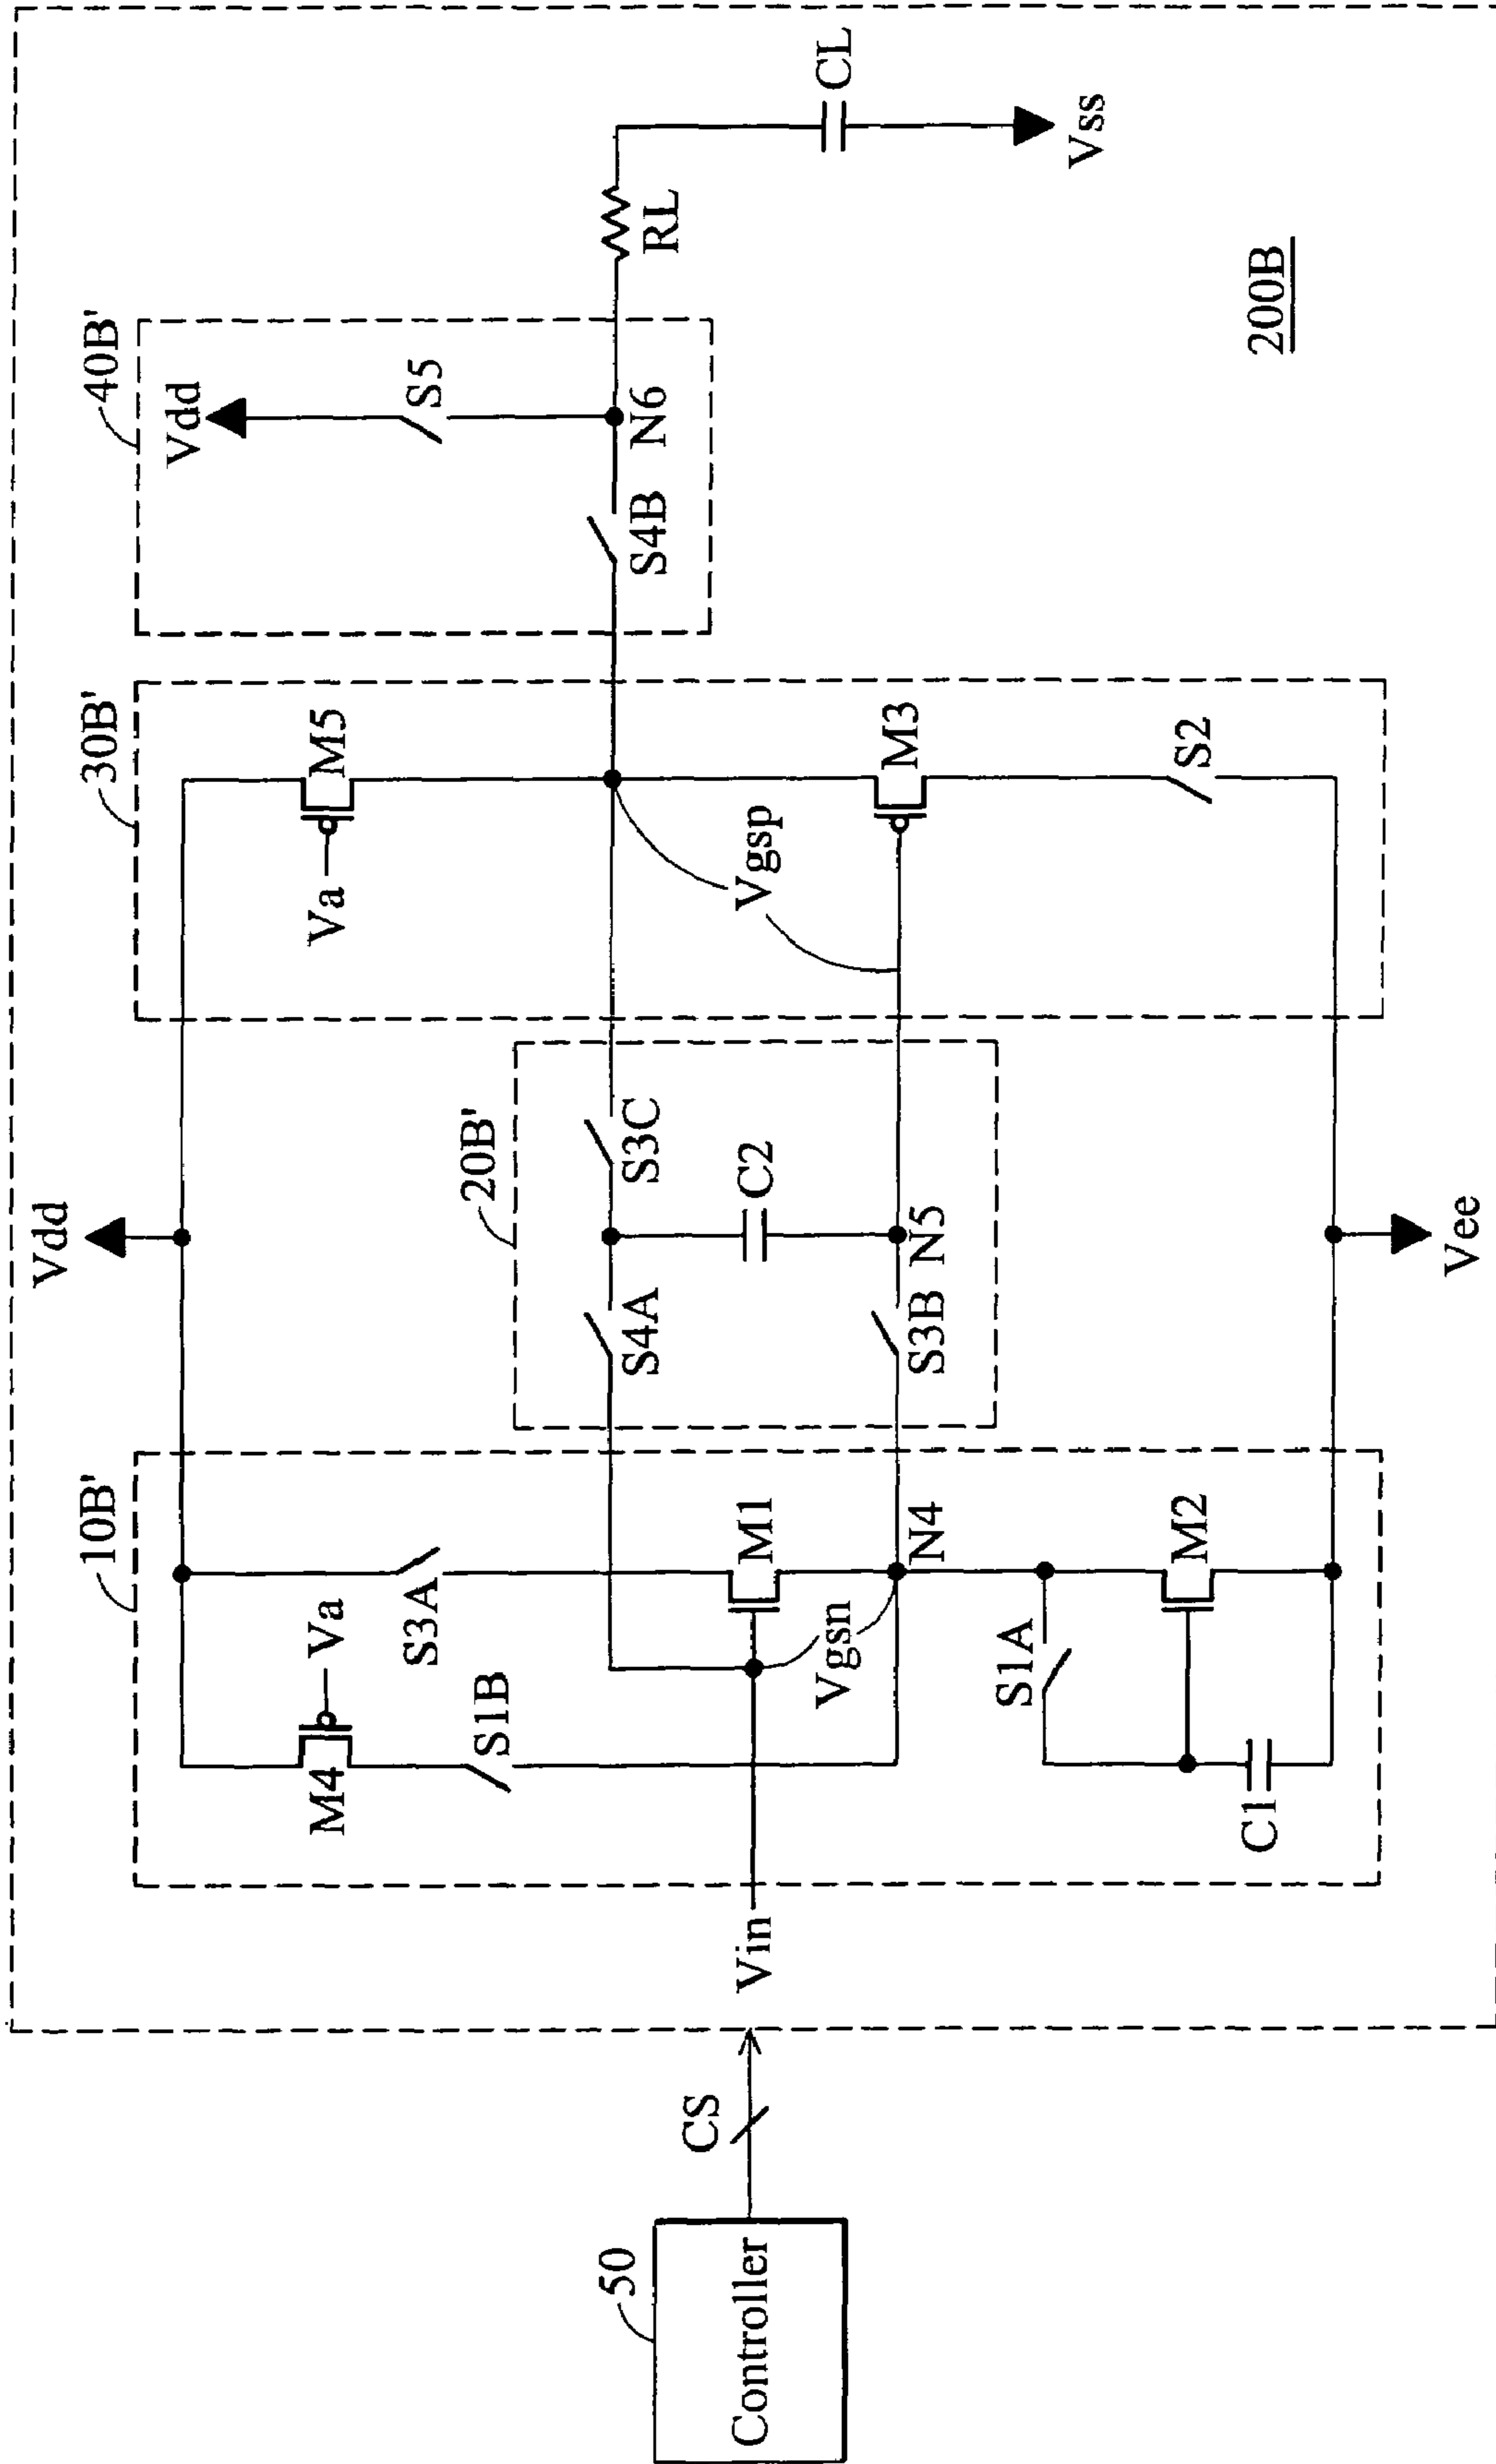 Controller
50
CS
Vin
10B'
M4
Va
S1B
S3A
M1
Vgsn
N4
S1A
M2
C1
Vdd
20B'
S4A
S3C
C2
S3B
N5
Vee
30B'
Va
M5
Vgsp
M3
S2
40B'
Vdd
S5
S4B
N6
RL
CL
Vss
200B